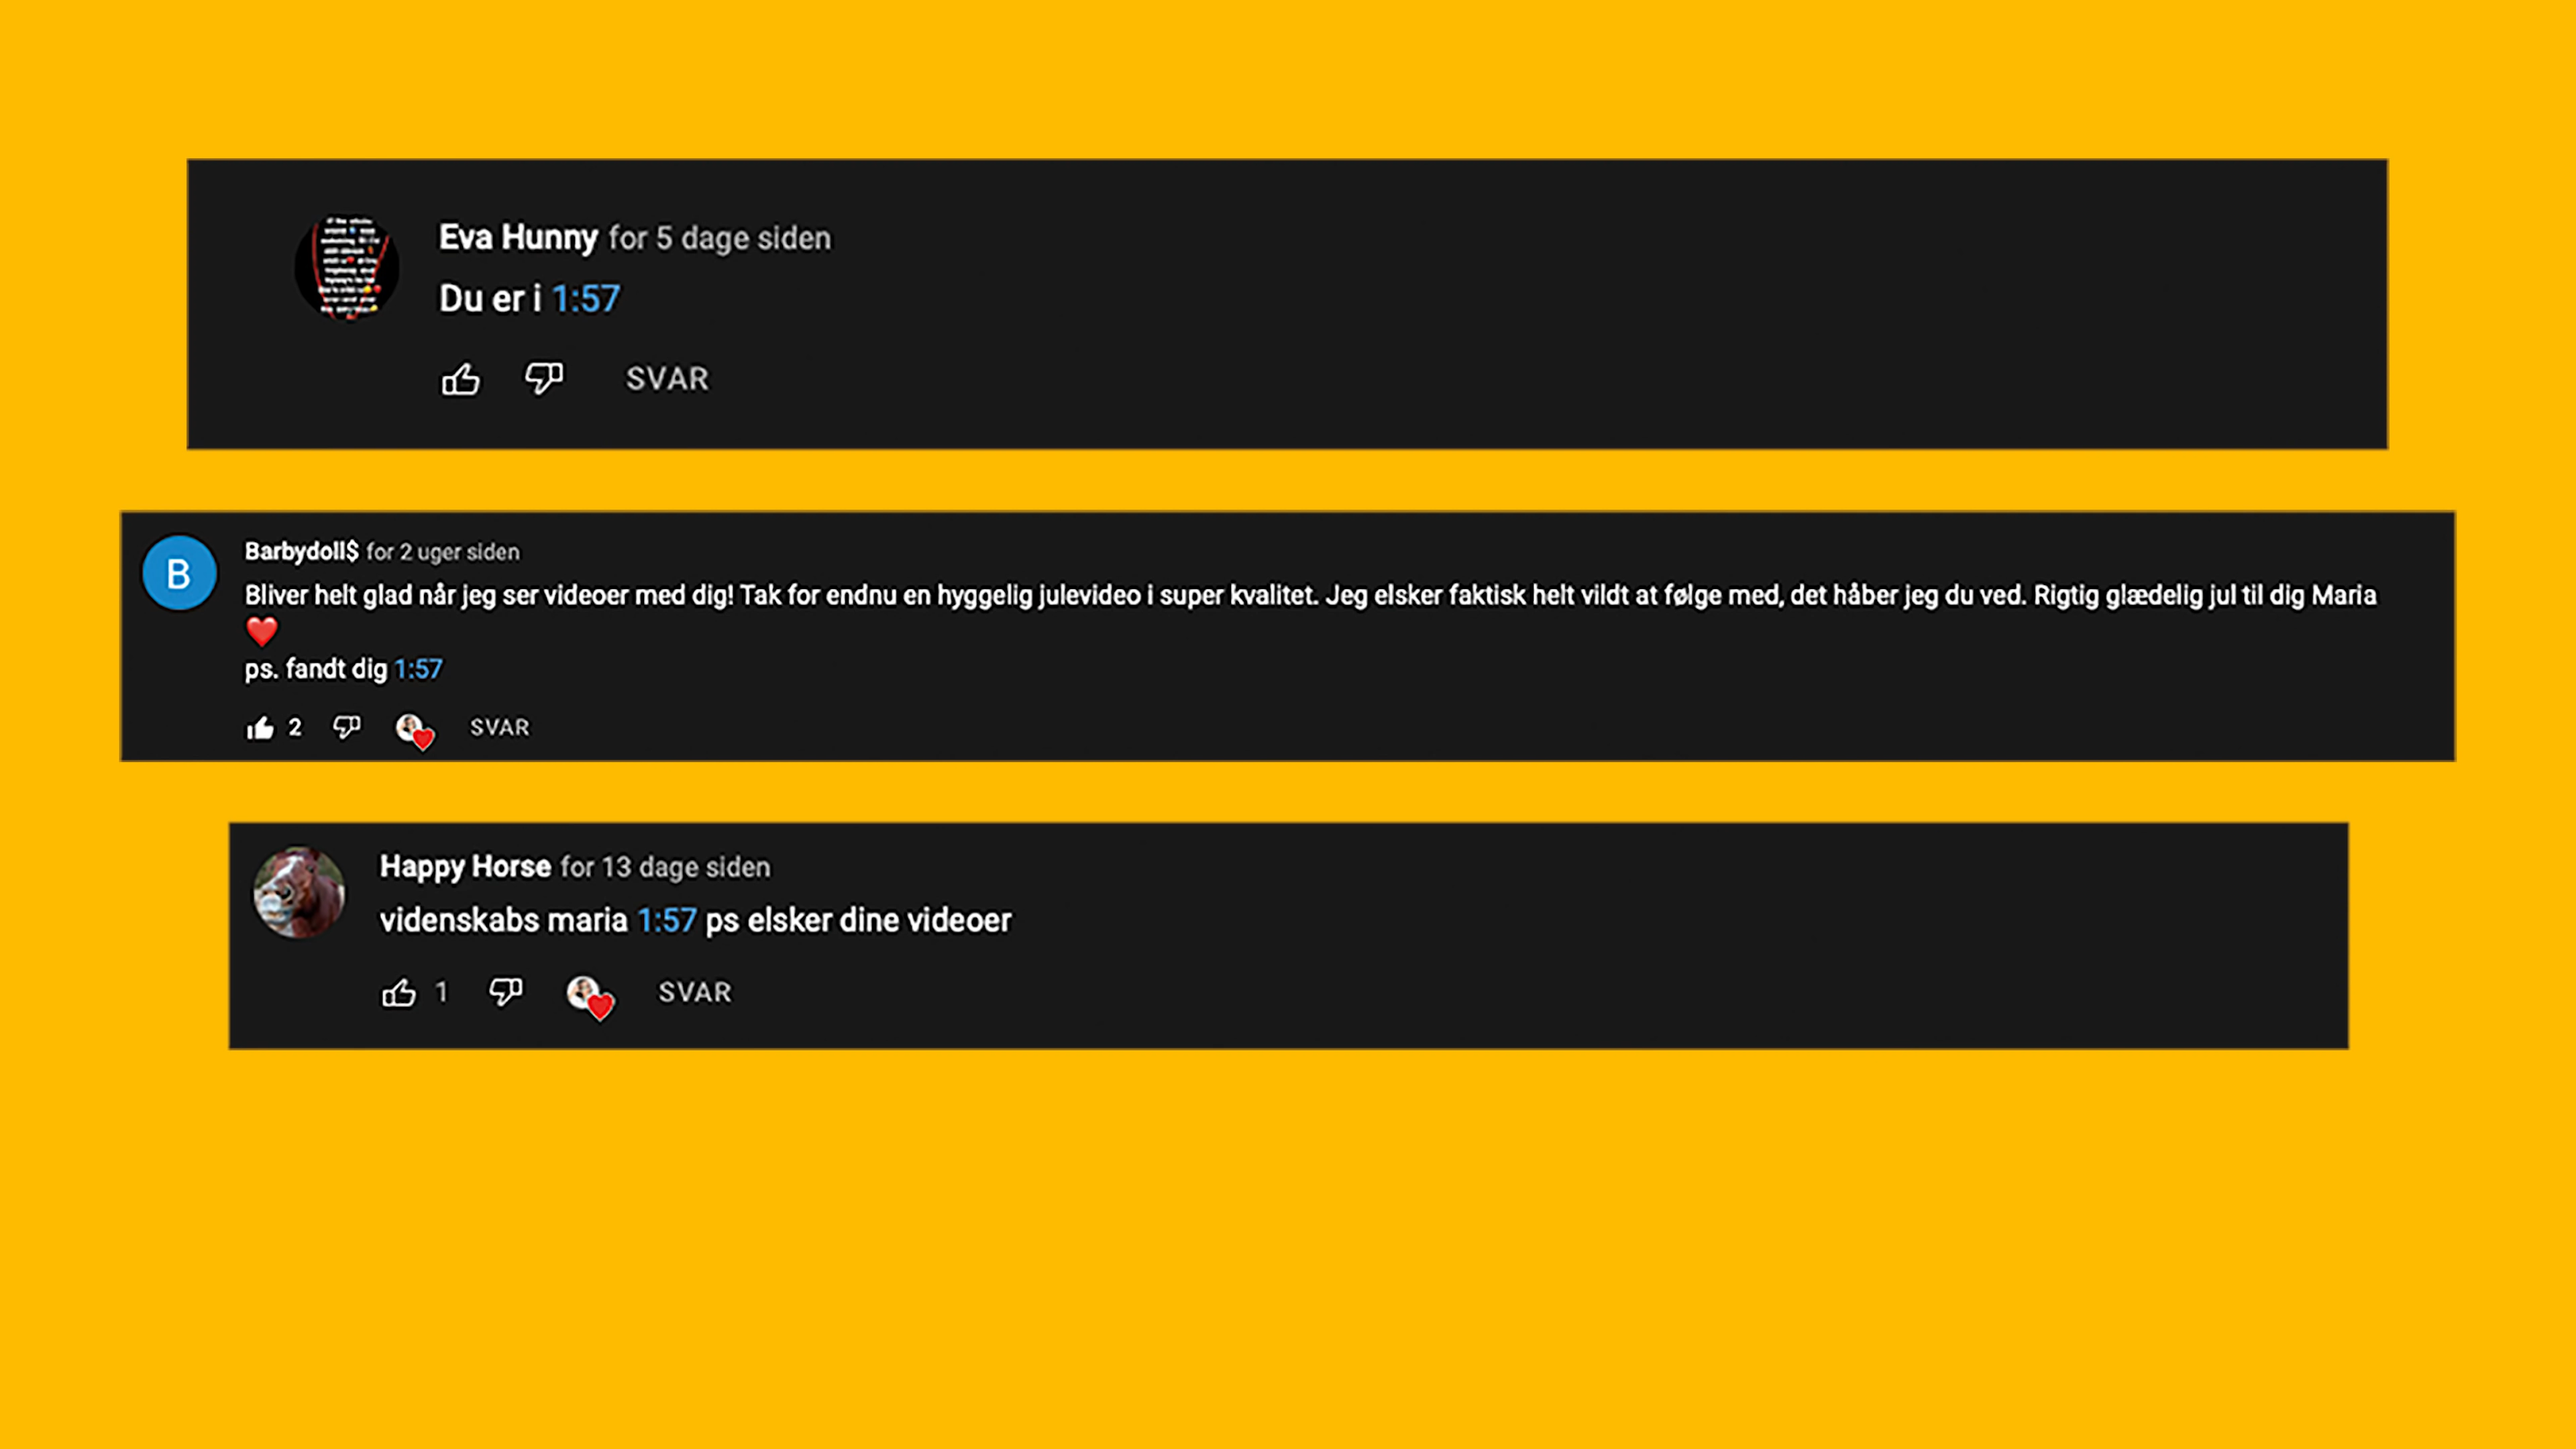 Eva Hunny for 5 dage siden
Du er i 1:57
SVAR
B
Barbydoll$ for 2 uger siden
Bliver helt glad når jeg ser videoer med dig! Tak for endnu en hyggelig julevideo i super kvalitet. Jeg elsker faktisk helt vildt at følge med, det håber jeg du ved. Rigtig glædelig jul til dig Maria
❤️
ps. fandt dig 1:57
2 SVAR
Happy Horse for 13 dage siden
videnskabs maria 1:57 ps elsker dine videoer
1 SVAR